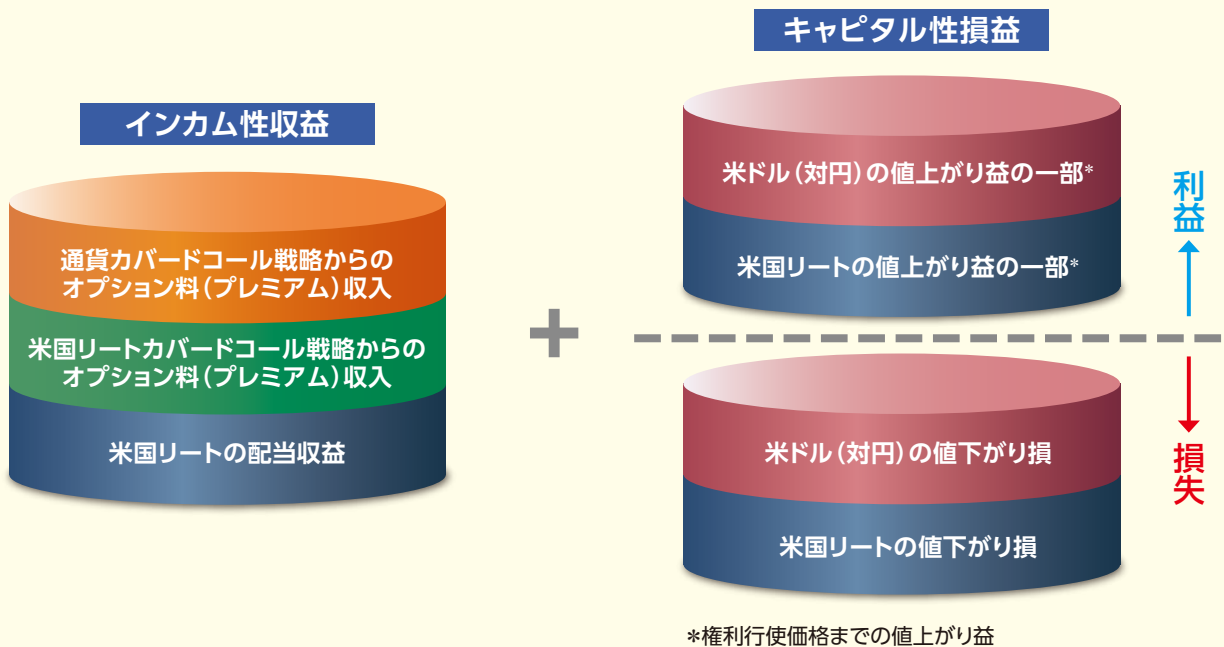 インカム性収益
通貨カバードコール戦略からの
オプション料(プレミアム)収入
米国リートカバードコール戦略からの
オプション料(プレミアム)収入
米国リートの配当収益
+
キャピタル性損益
米ドル(対円)の値上がり益の一部*
米国リートの値上がり益の一部*
利益
米ドル(対円)の値下がり損
米国リートの値下がり損
損失
*権利行使価格までの値上がり益